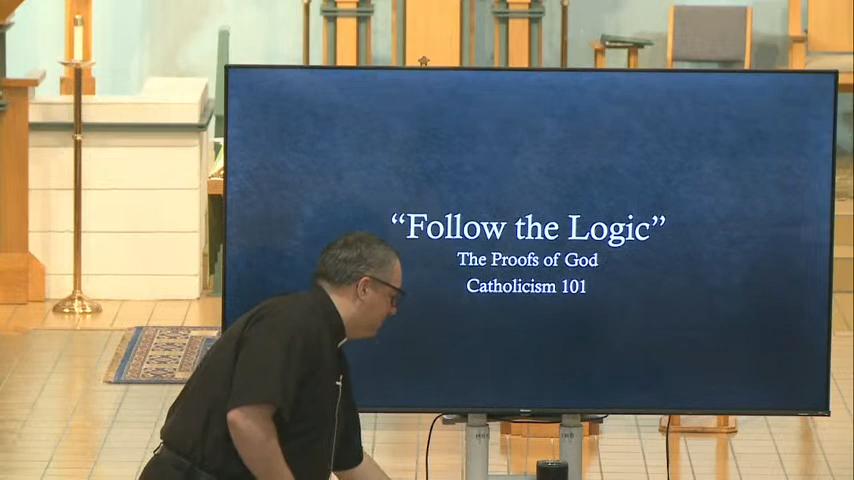 “Follow the Logic”
The Proofs of God
Catholicism 101